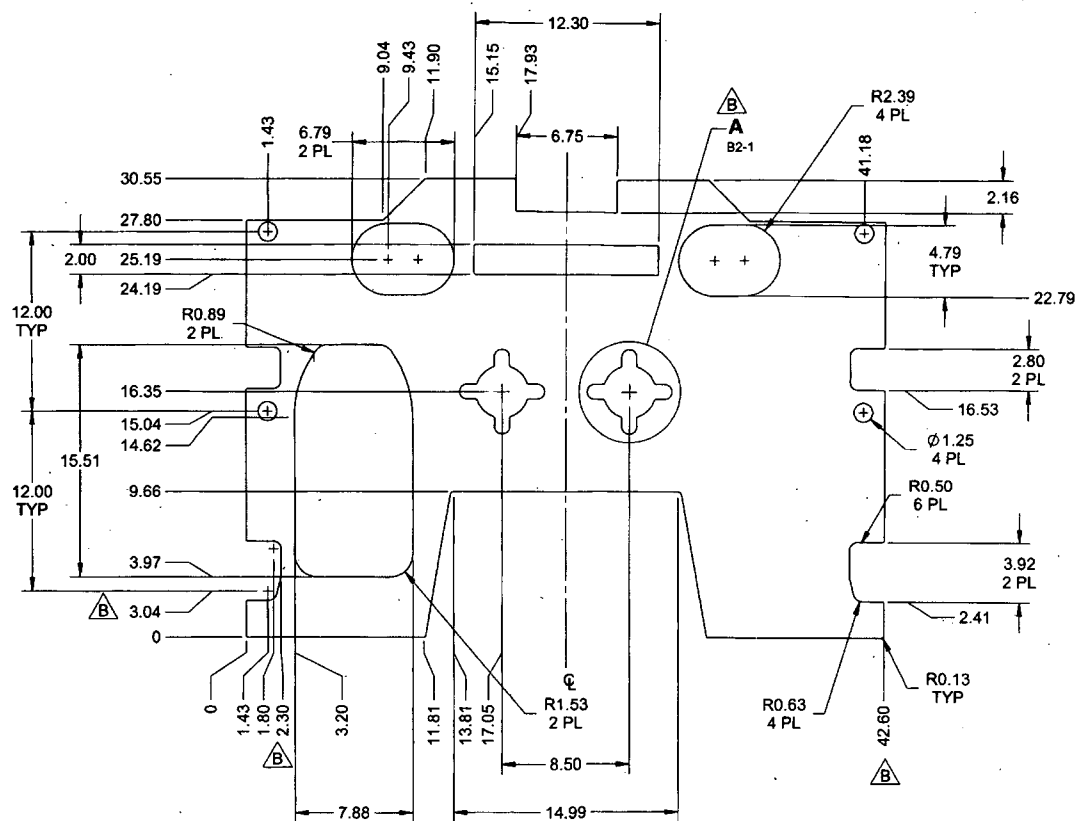 12.30
9.04
9.43
11.90
15.15
17.93
B
A
B2-1
R2.39
4 PL
1.43
6.79
2 PL
6.75
41.18
30.55
2.16
27.80
2.00
25.19
4.79
TYP
24.19
22.79
12.00
TYP
R0.89
2 PL
2.80
2 PL
16.35
16.53
15.04
14.62
Ø1.25
4 PL
15.51
12.00
TYP
9.66
R0.50
6 PL
3.97
3.92
2 PL
B
3.04
2.41
0
R0.13
TYP
0
1.43
1.80
2.30
3.20
11.81
13.81
17.05
℄
R1.53
2 PL
R0.63
4 PL
42.60
B
B
8.50
7.88
14.99